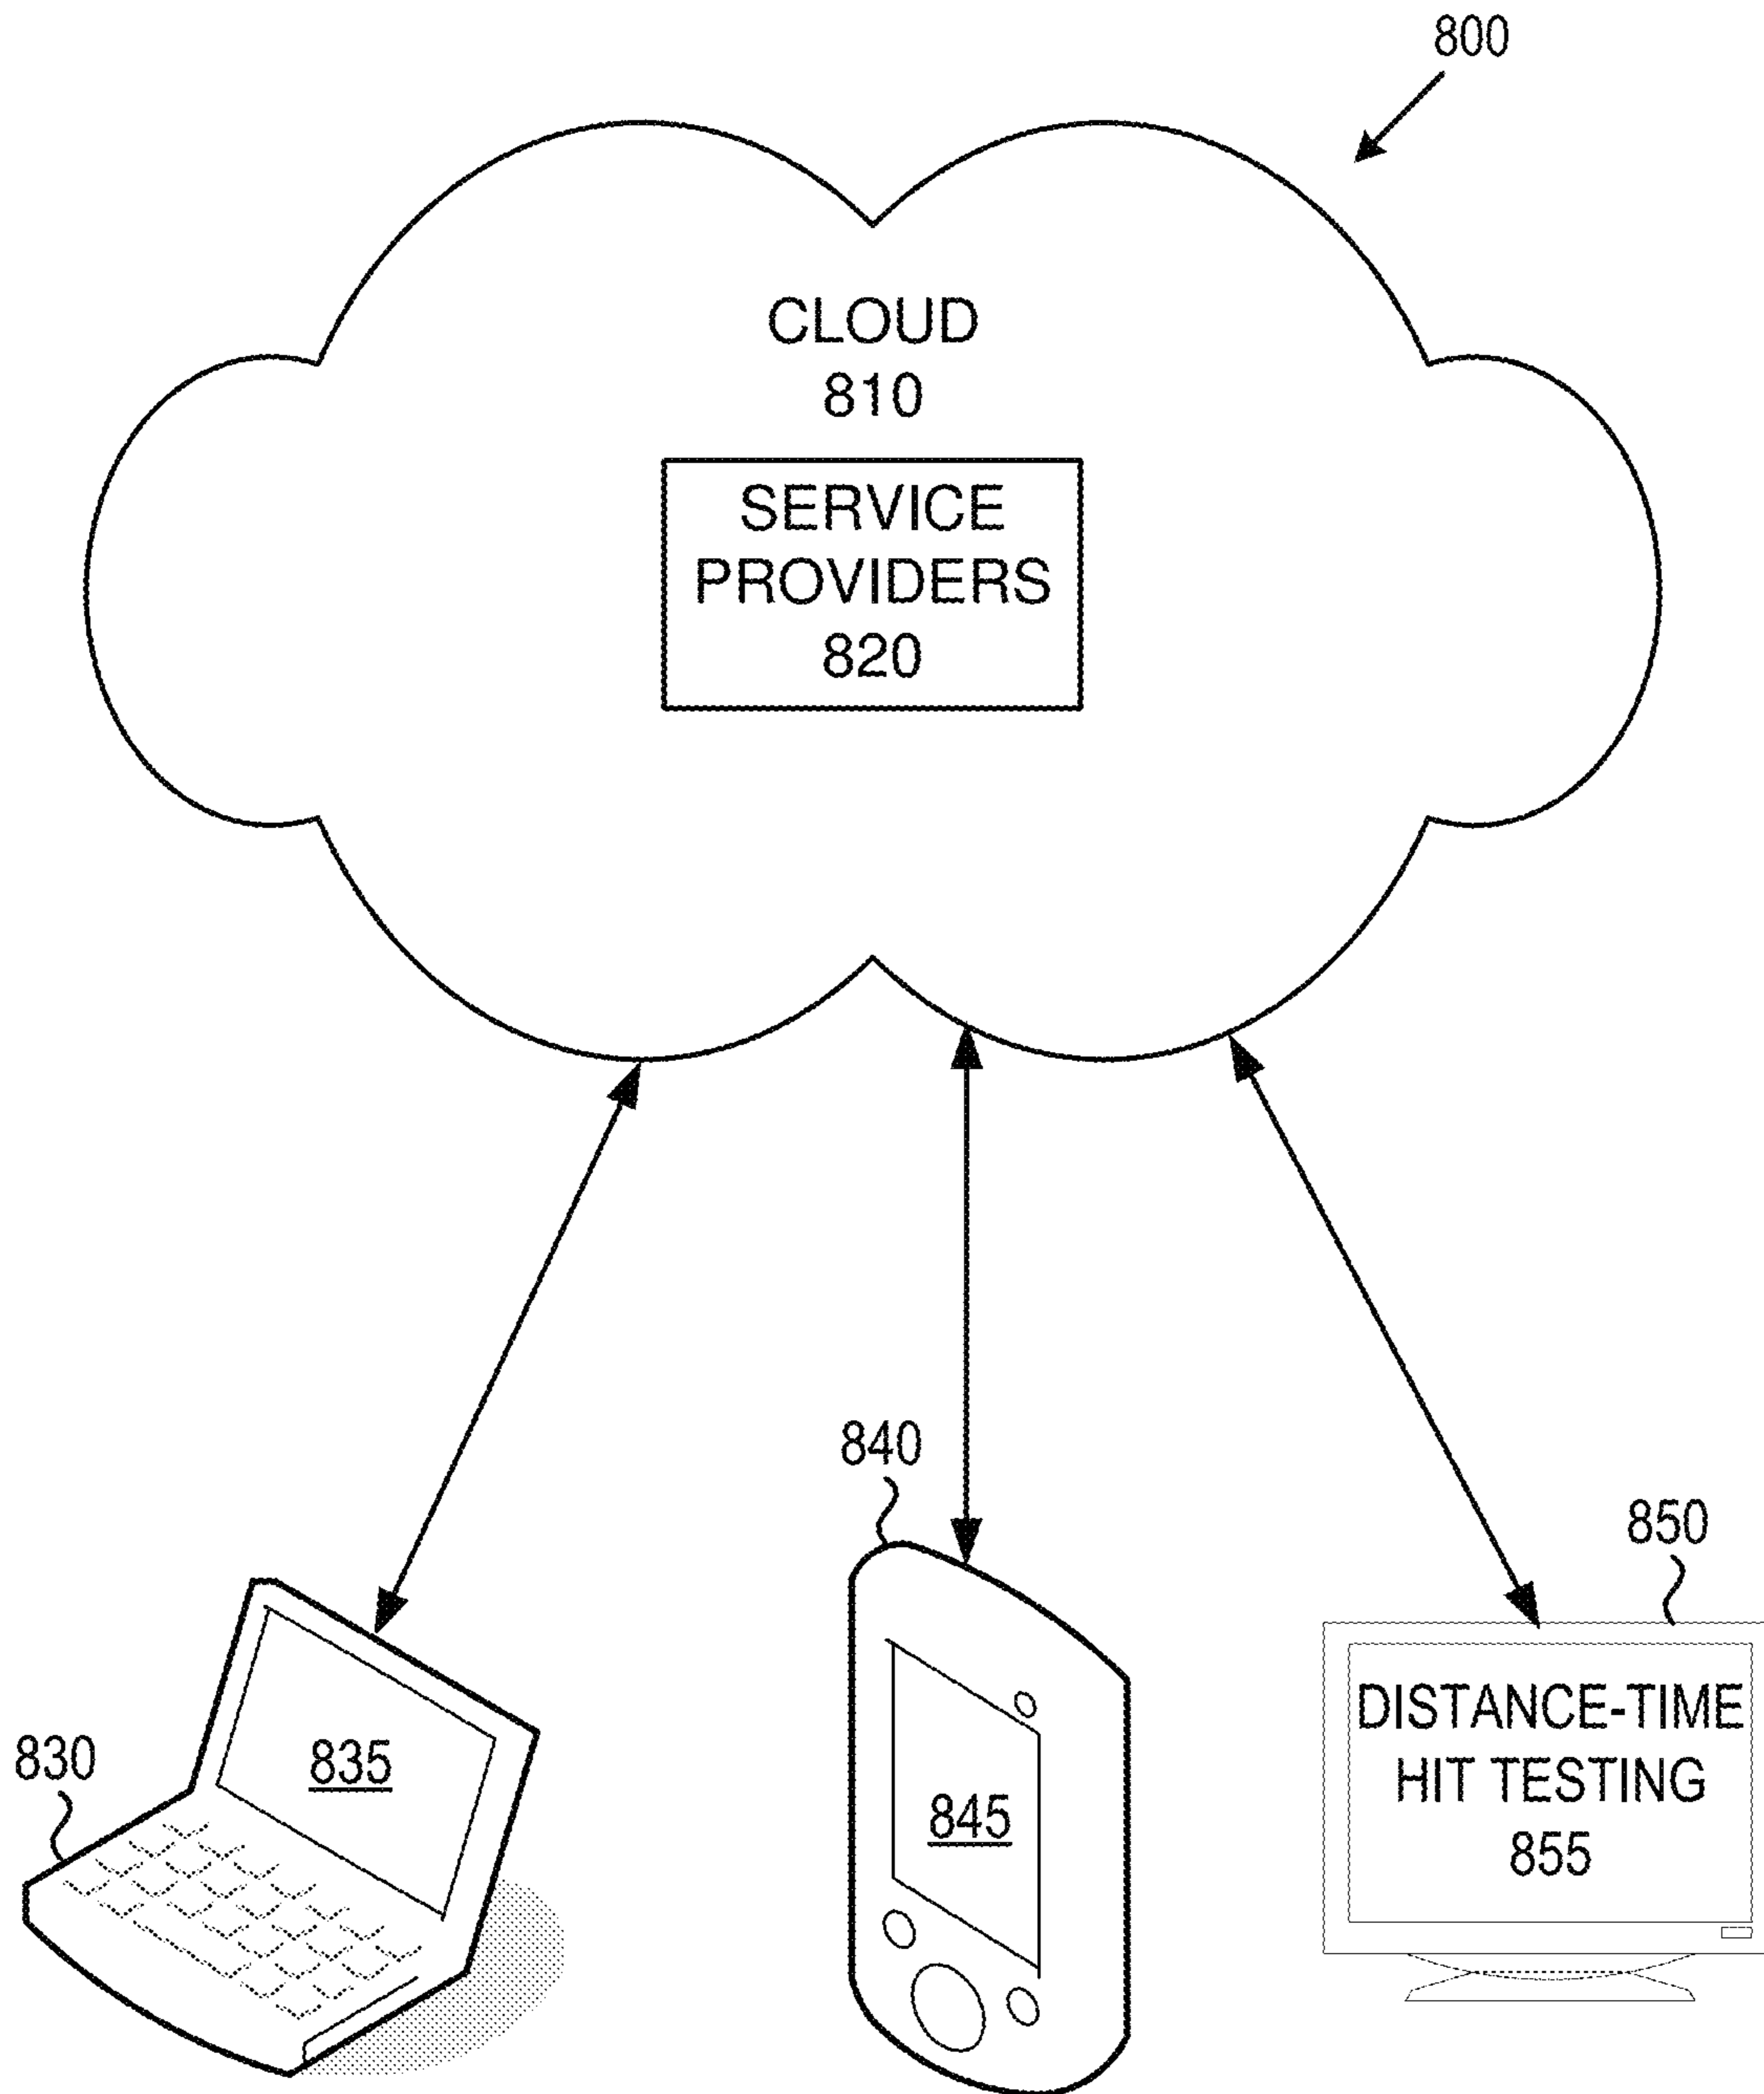 800
CLOUD
810
SERVICE
PROVIDERS
820
840
850
830
835
845
DISTANCE-TIME
HIT TESTING
855